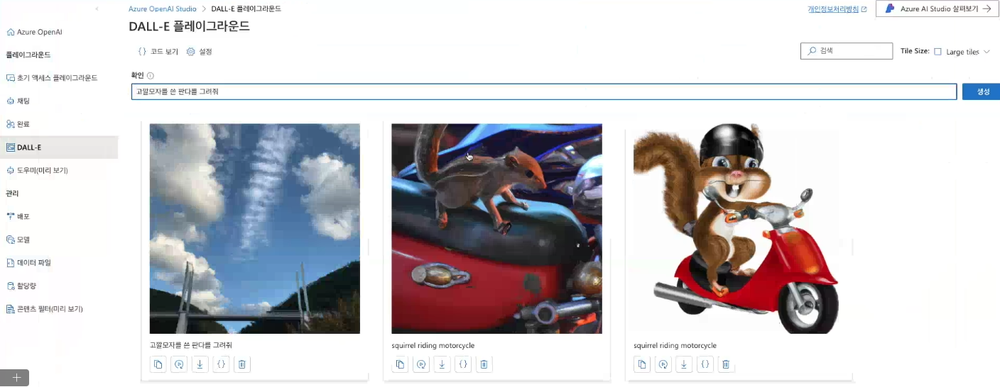 Azure OpenAI Studio > DALL-E 플레이그라운드
개인정보처리방침
Azure AI Studio 살펴보기
DALL-E 플레이그라운드
{} 코드 보기
설정
검색
Tile Size:
Large tiles
확인
고깔모자를 쓴 판다를 그려줘
생성
Azure OpenAI
플레이그라운드
초기 액세스 플레이그라운드
채팅
완료
DALL-E
도우미(미리 보기)
관리
배포
모델
데이터 파일
할당량
콘텐츠 필터(미리 보기)
고깔모자를 쓴 판다를 그려줘
squirrel riding motorcycle
squirrel riding motorcycle